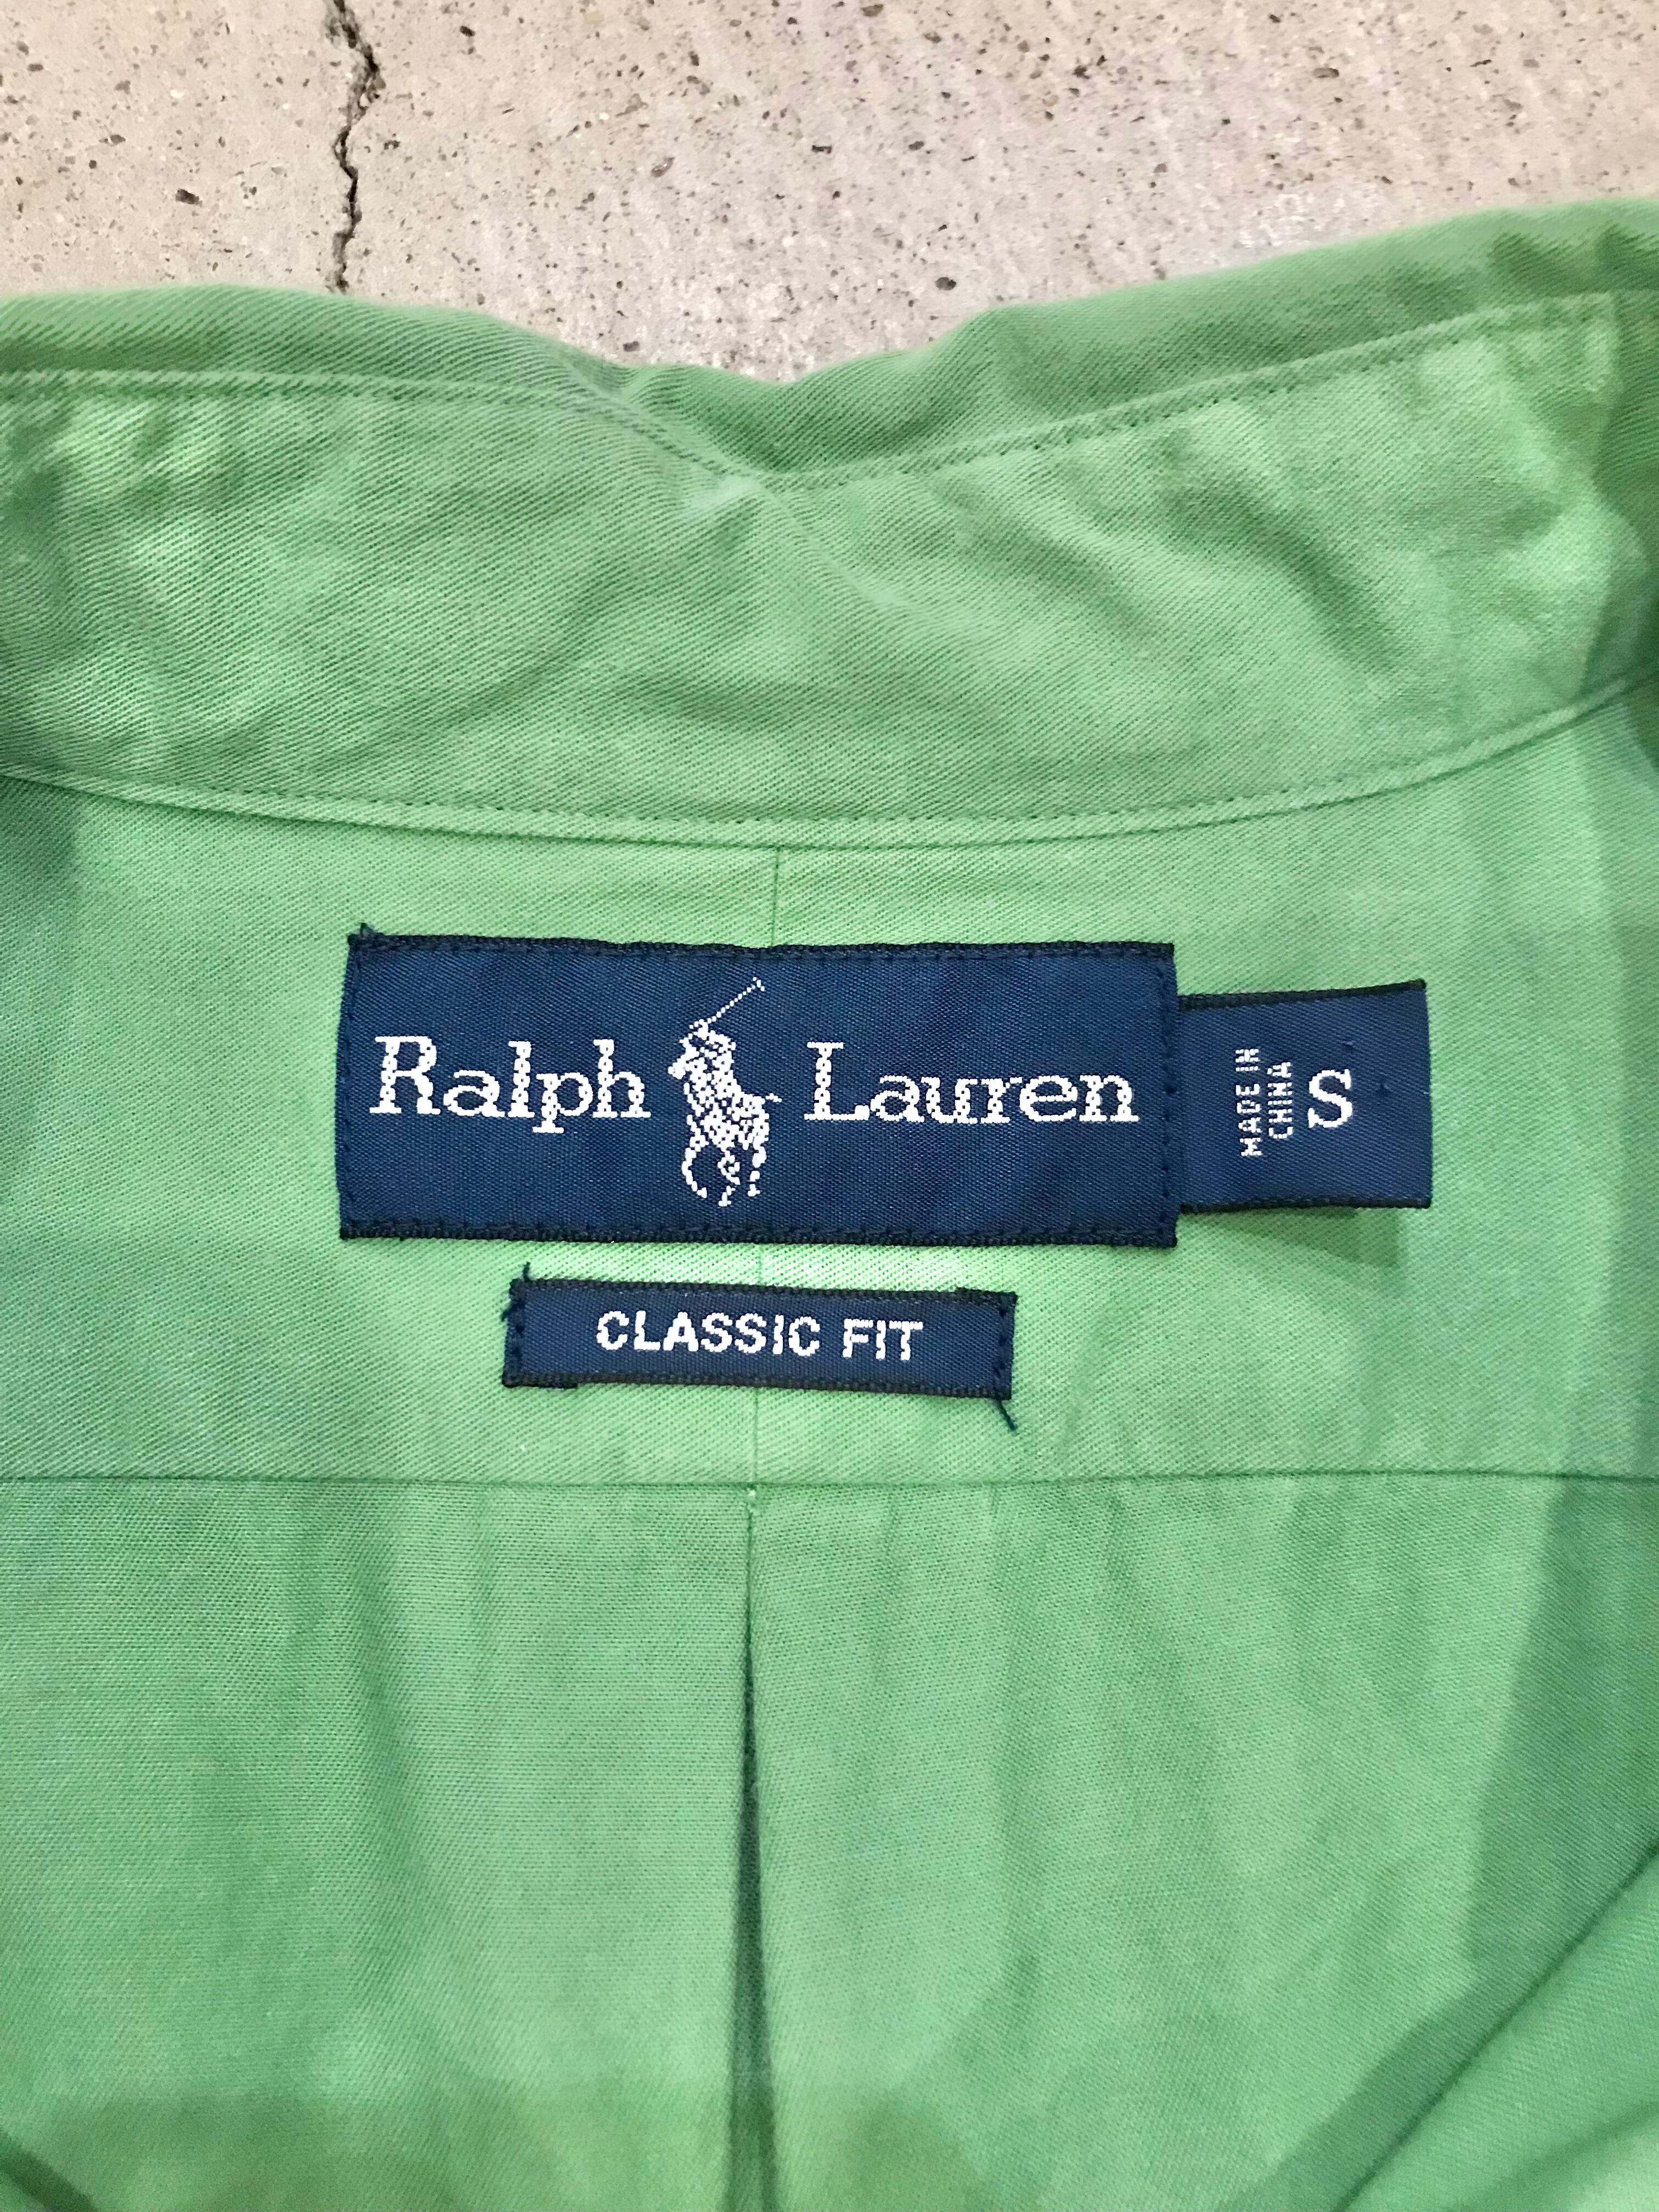 Ralph Lauren
MADE IN
CHINA
S
CLASSIC FIT